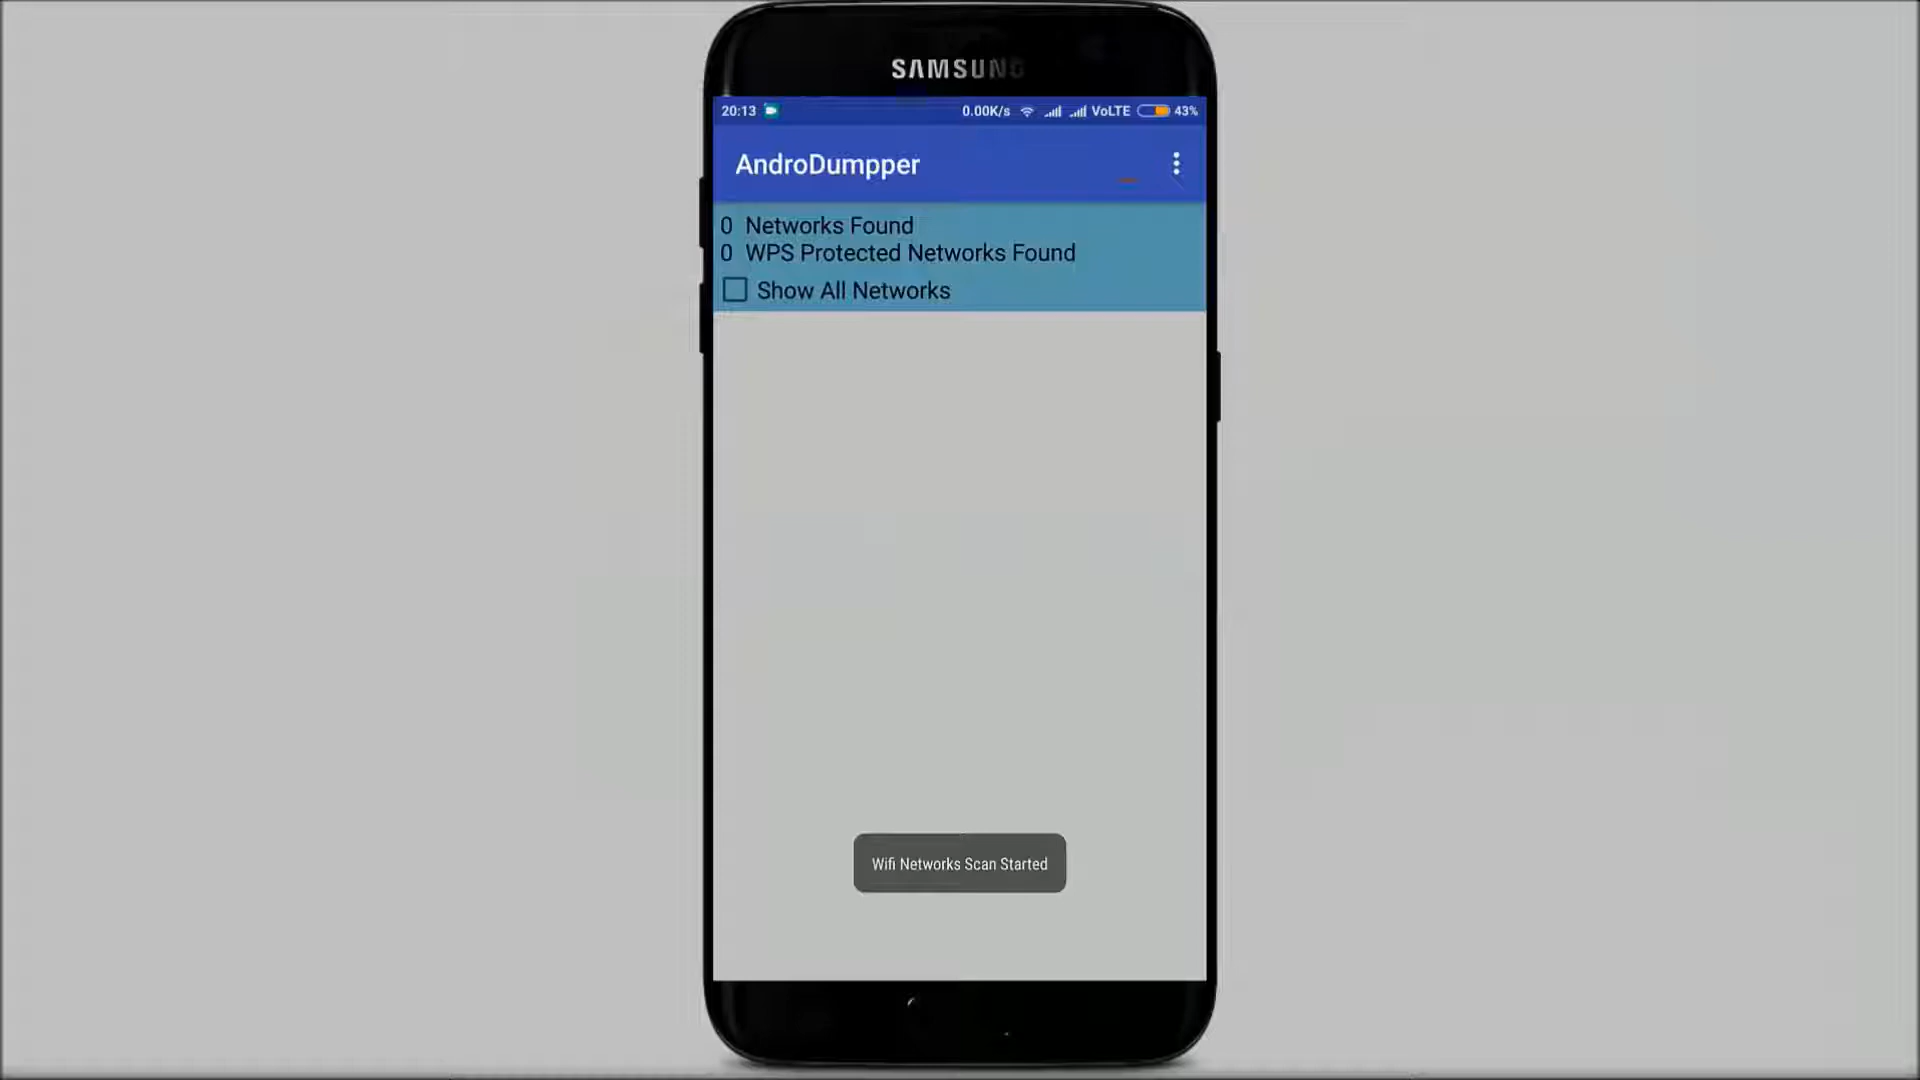 SAMSUNG
20:13 0.00K/s VoLTE 43%
AndroDumpper
0 Networks Found
0 WPS Protected Networks Found
Show All Networks
Wifi Networks Scan Started